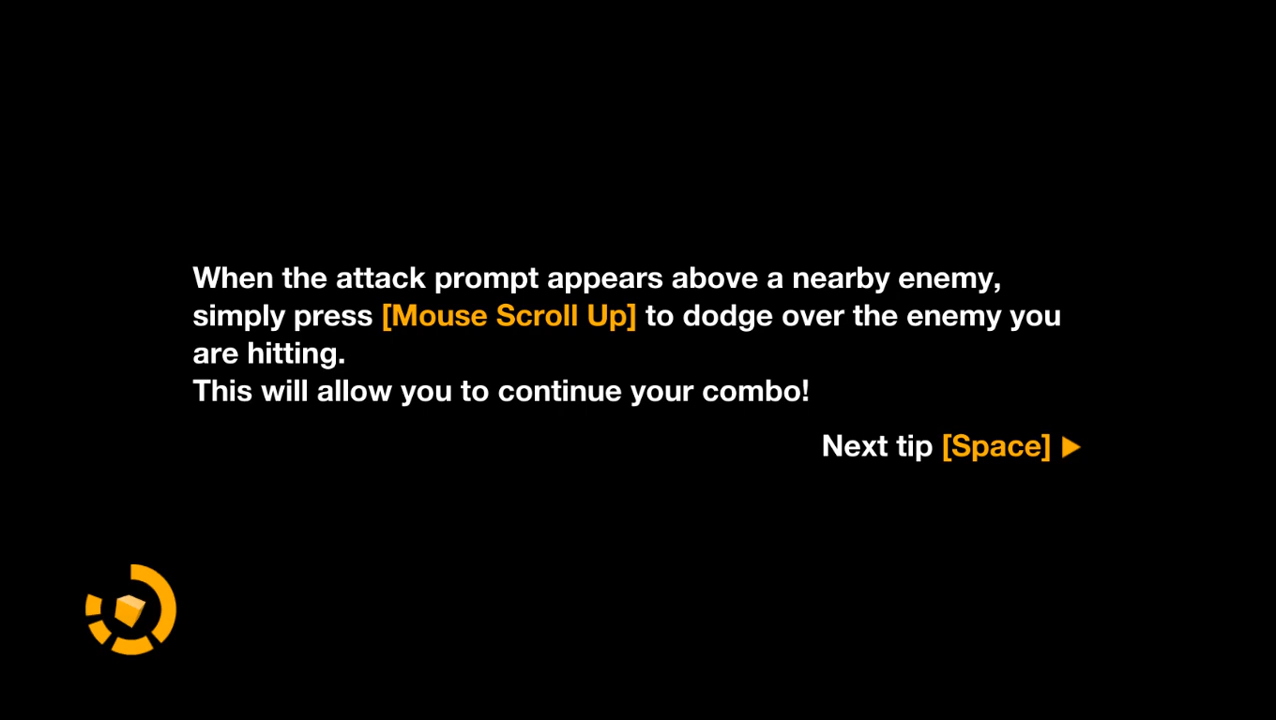 When the attack prompt appears above a nearby enemy,
simply press [Mouse Scroll Up] to dodge over the enemy you
are hitting.
This will allow you to continue your combo!
Next tip [Space]